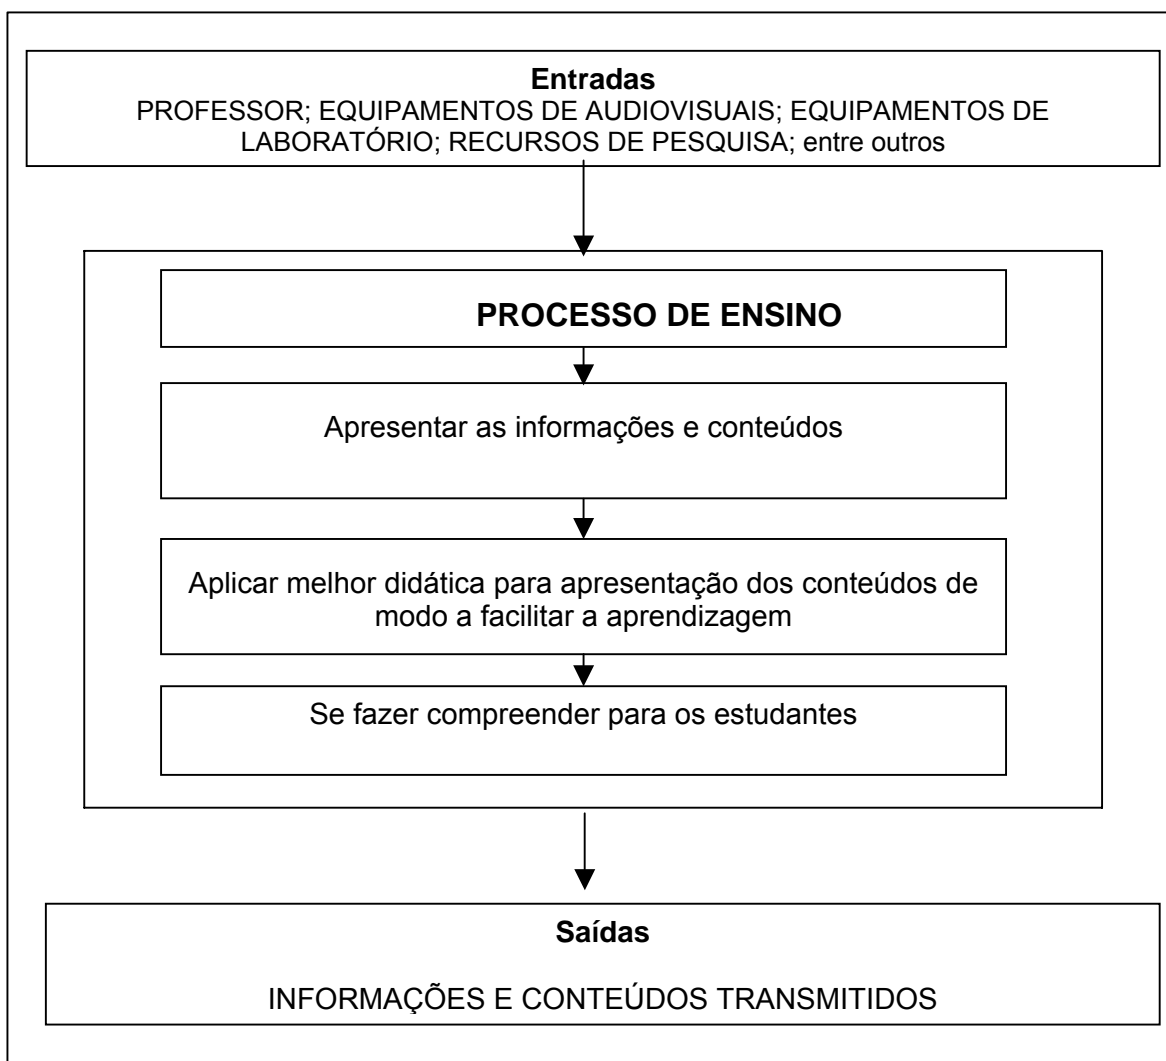 Entradas
PROFESSOR; EQUIPAMENTOS DE AUDIOVISUAIS; EQUIPAMENTOS DE
LABORATÓRIO; RECURSOS DE PESQUISA; entre outros
PROCESSO DE ENSINO
Apresentar as informações e conteúdos
Aplicar melhor didática para apresentação dos conteúdos de
modo a facilitar a aprendizagem
Se fazer compreender para os estudantes
Saídas
INFORMAÇÕES E CONTEÚDOS TRANSMITIDOS